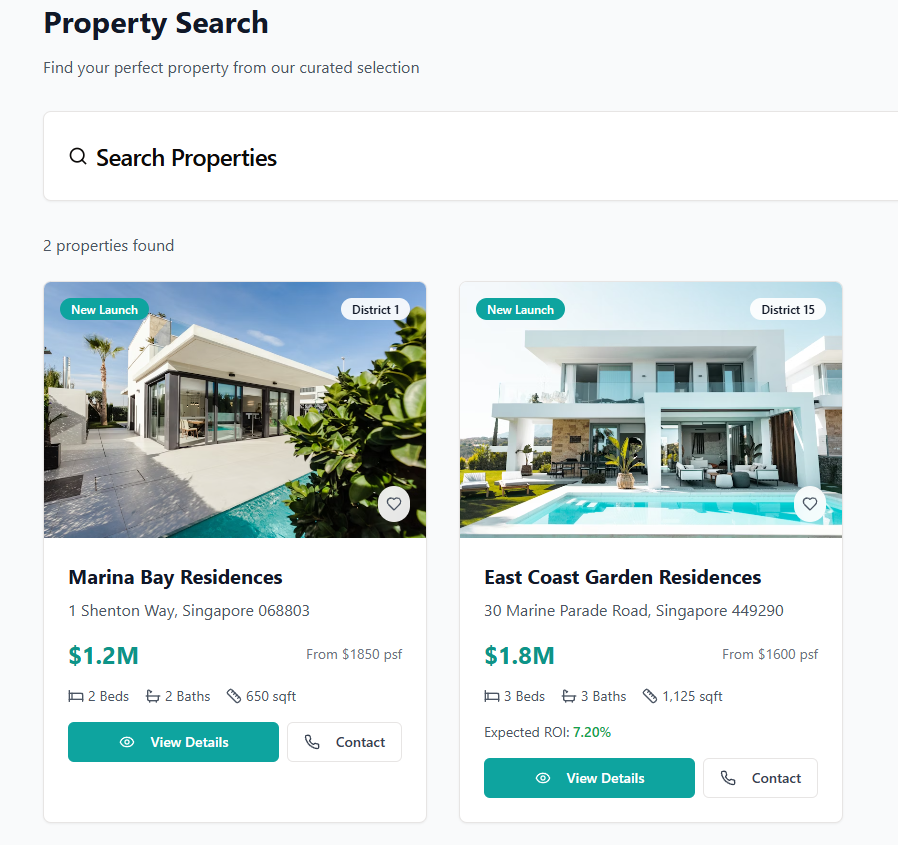 Property Search
Find your perfect property from our curated selection
Search Properties
2 properties found
New Launch
District 1
Marina Bay Residences
1 Shenton Way, Singapore 068803
$1.2M
From $1850 psf
2 Beds
2 Baths
650 sqft
View Details
Contact
New Launch
District 15
East Coast Garden Residences
30 Marine Parade Road, Singapore 449290
$1.8M
From $1600 psf
3 Beds
3 Baths
1,125 sqft
Expected ROI: 7.20%
View Details
Contact